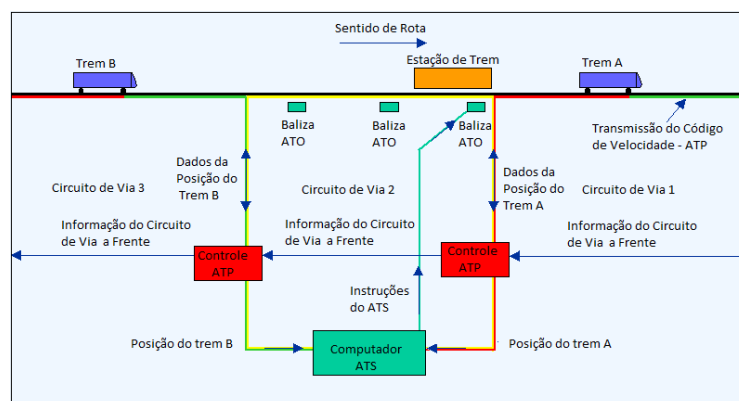 Sentido de Rota
Trem B
Estação de Trem
Trem A
Baliza
ATO
Baliza
ATO
Baliza
ATO
Transmissão do Código
de Velocidade - ATP
Dados da
Posição do
Trem B
Dados da
Posição do
Trem A
Circuito de Via 3
Circuito de Via 2
Circuito de Via 1
Informação do Circuito
de Via a Frente
Informação do Circuito
de Via a Frente
Informação do Circuito
de Via a Frente
Controle
ATP
Controle
ATP
Instruções
do ATS
Posição do trem B
Computador
ATS
Posição do trem A